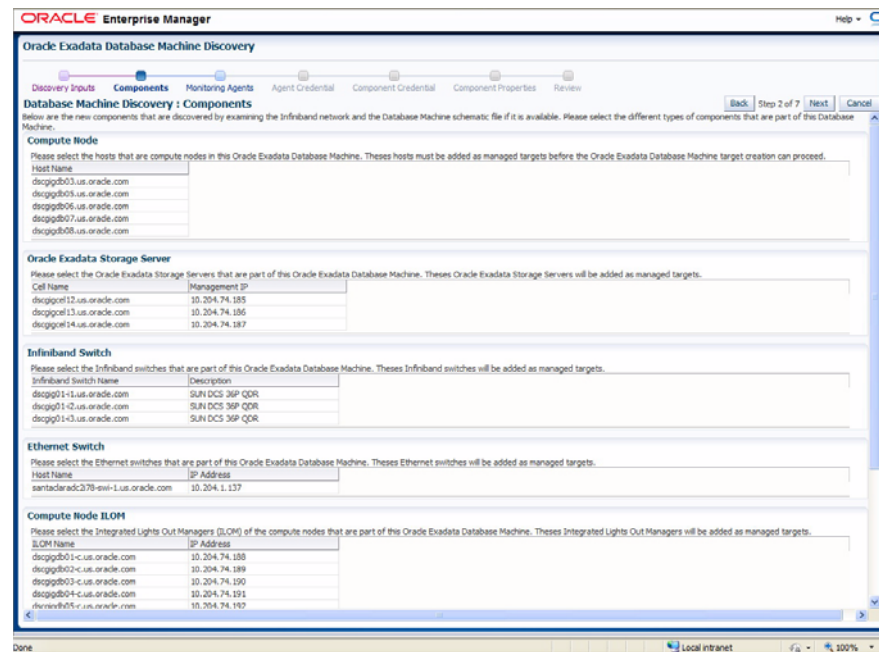 ORACLE Enterprise Manager
Help
Oracle Exadata Database Machine Discovery
Discovery Inputs Components Monitoring Agents Agent Credential Component Credential Component Properties Review
Database Machine Discovery : Components
Back Step 2 of 7 Next Cancel
Below are the new components that are discovered by examining the Infiniband network and the Database Machine schematic file if it is available. Please select the different types of components that are part of this Database
Machine.
Compute Node
Please select the hosts that are compute nodes in this Oracle Exadata Database Machine. Theses hosts must be added as managed targets before the Oracle Exadata Database Machine target creation can proceed.
Host Name
dscgigdb03.us.oracle.com
dscgigdb05.us.oracle.com
dscgigdb06.us.oracle.com
dscgigdb07.us.oracle.com
dscgigdb08.us.oracle.com
Oracle Exadata Storage Server
Please select the Oracle Exadata Storage Servers that are part of this Oracle Exadata Database Machine. Theses Oracle Exadata Storage Servers will be added as managed targets.
Cell Name Management IP
dscgigcel12.us.oracle.com 10.204.74.185
dscgigcel13.us.oracle.com 10.204.74.186
dscgigcel14.us.oracle.com 10.204.74.187
Infiniband Switch
Please select the Infiniband switches that are part of this Oracle Exadata Database Machine. Theses Infiniband switches will be added as managed targets.
Infiniband Switch Name Description
dscgig01-i1.us.oracle.com SUN DCS 36P QDR
dscgig01-i2.us.oracle.com SUN DCS 36P QDR
dscgig01-i3.us.oracle.com SUN DCS 36P QDR
Ethernet Switch
Please select the Ethernet switches that are part of this Oracle Exadata Database Machine. Theses Ethernet switches will be added as managed targets.
Host Name IP Address
santaclaradc2i78-swi-1.us.oracle.com 10.204.1.137
Compute Node ILOM
Please select the Integrated Lights Out Managers (ILOM) of the compute nodes that are part of this Oracle Exadata Database Machine. Theses Integrated Lights Out Managers will be added as managed targets.
ILOM Name IP Address
dscgigdb01-c.us.oracle.com 10.204.74.188
dscgigdb02-c.us.oracle.com 10.204.74.189
dscgigdb03-c.us.oracle.com 10.204.74.190
dscgigdb04-c.us.oracle.com 10.204.74.191
dscgigdb05-c.us.oracle.com 10.204.74.192
Done Local intranet 100%